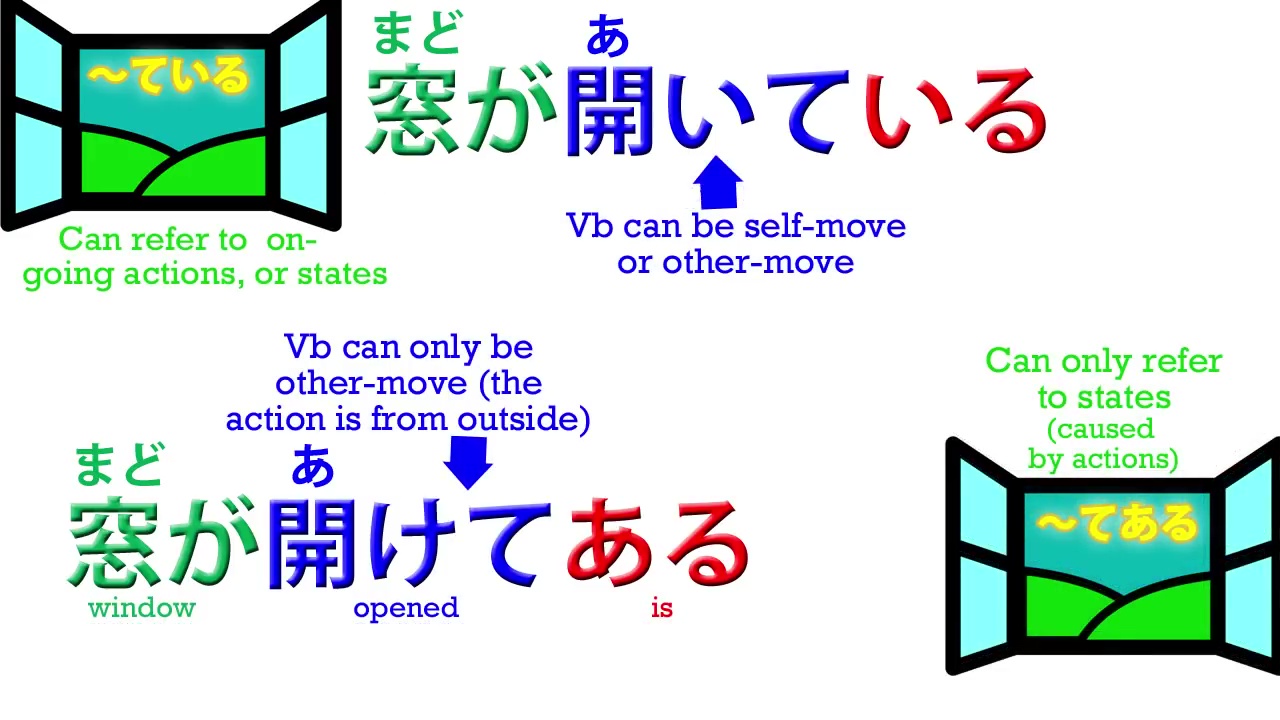 ～ている
まど あ
窓が開いている
Can refer to on-
going actions, or states
Vb can be self-move
or other-move
Vb can only be
other-move (the
action is from outside)
まど あ
窓が開けてある
window opened is
Can only refer
to states
(caused
by actions)
～てある